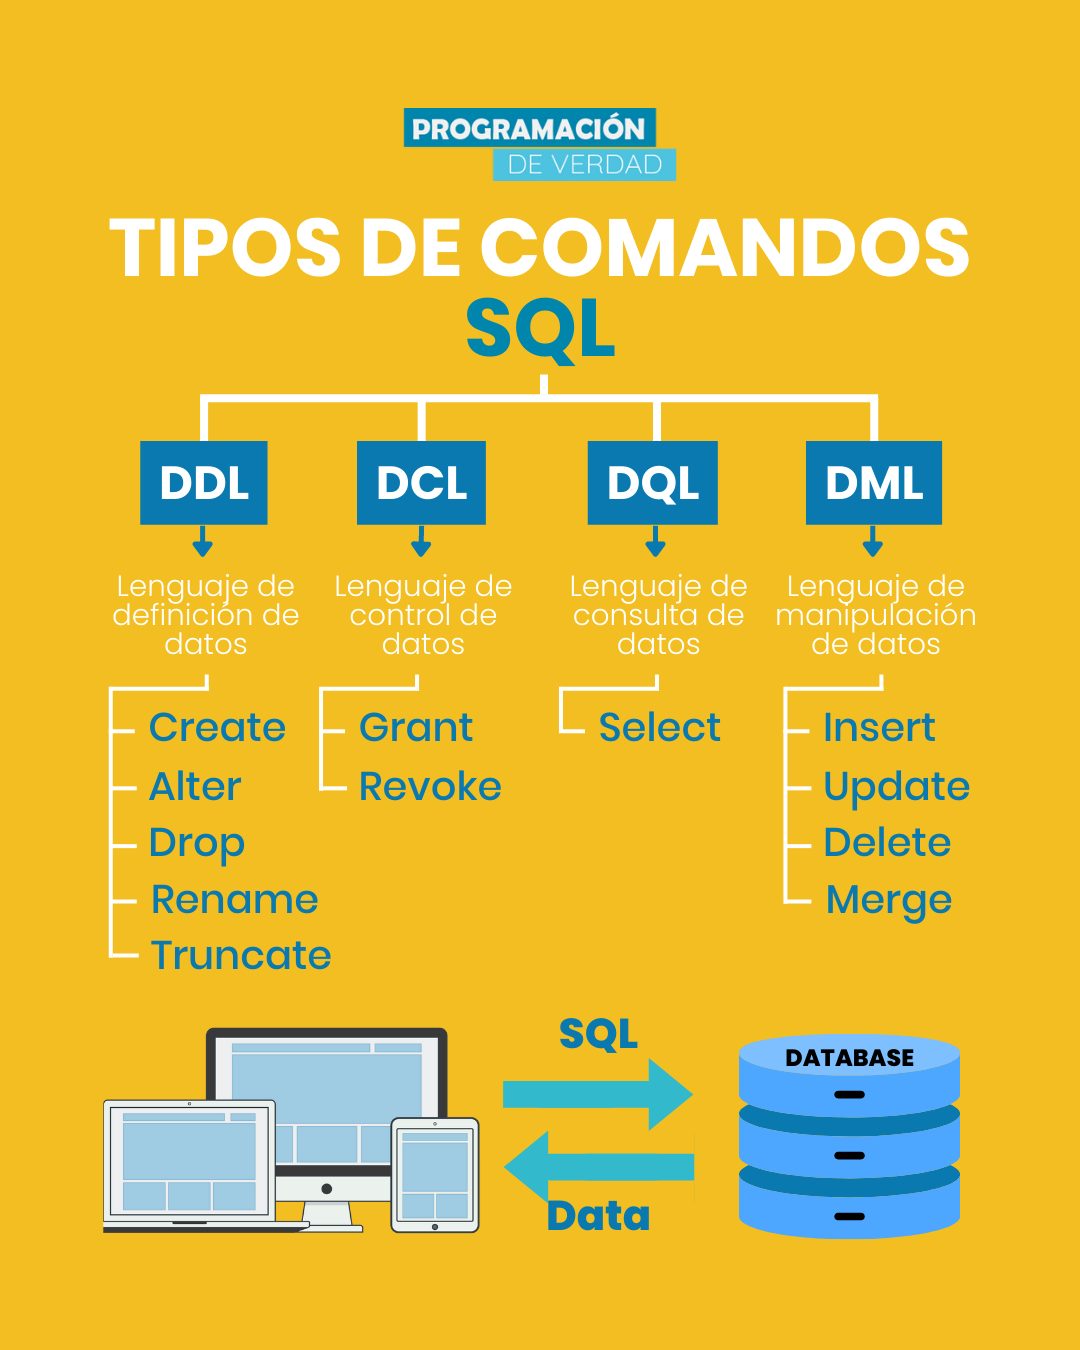 PROGRAMACIÓN
DE VERDAD
TIPOS DE COMANDOS
SQL
DDL
Lenguaje de
definición de
datos
Create
Alter
Drop
Rename
Truncate
DCL
Lenguaje de
control de
datos
Grant
Revoke
DQL
Lenguaje de
consulta de
datos
Select
DML
Lenguaje de
manipulación
de datos
Insert
Update
Delete
Merge
SQL
Data
DATABASE